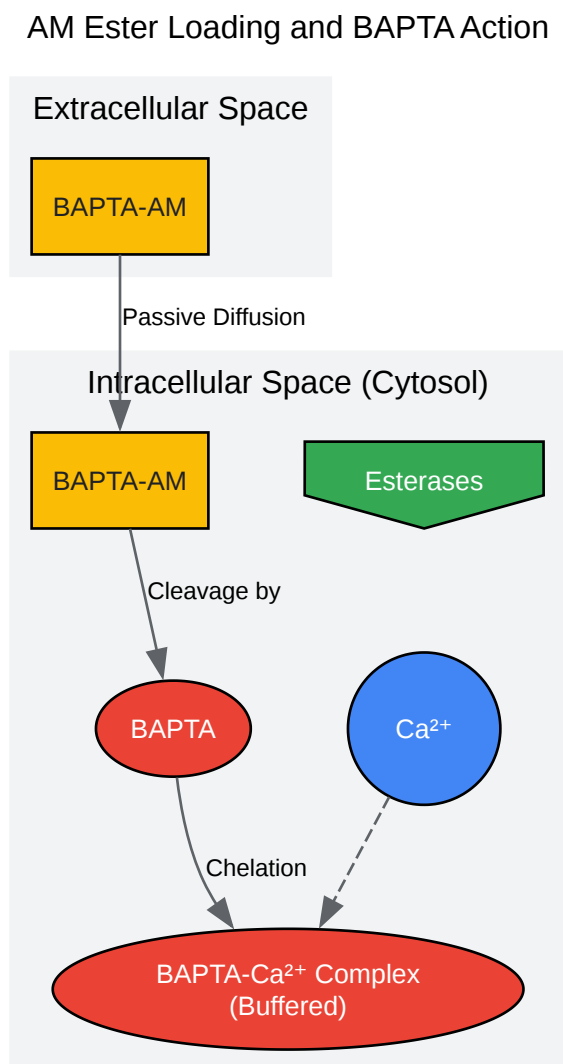 AM Ester Loading and BAPTA Action
Extracellular Space
BAPTA-AM
Passive Diffusion
Intracellular Space (Cytosol)
BAPTA-AM
Esterases
Cleavage by
BAPTA
Ca²⁺
Chelation
BAPTA-Ca²⁺ Complex
(Buffered)